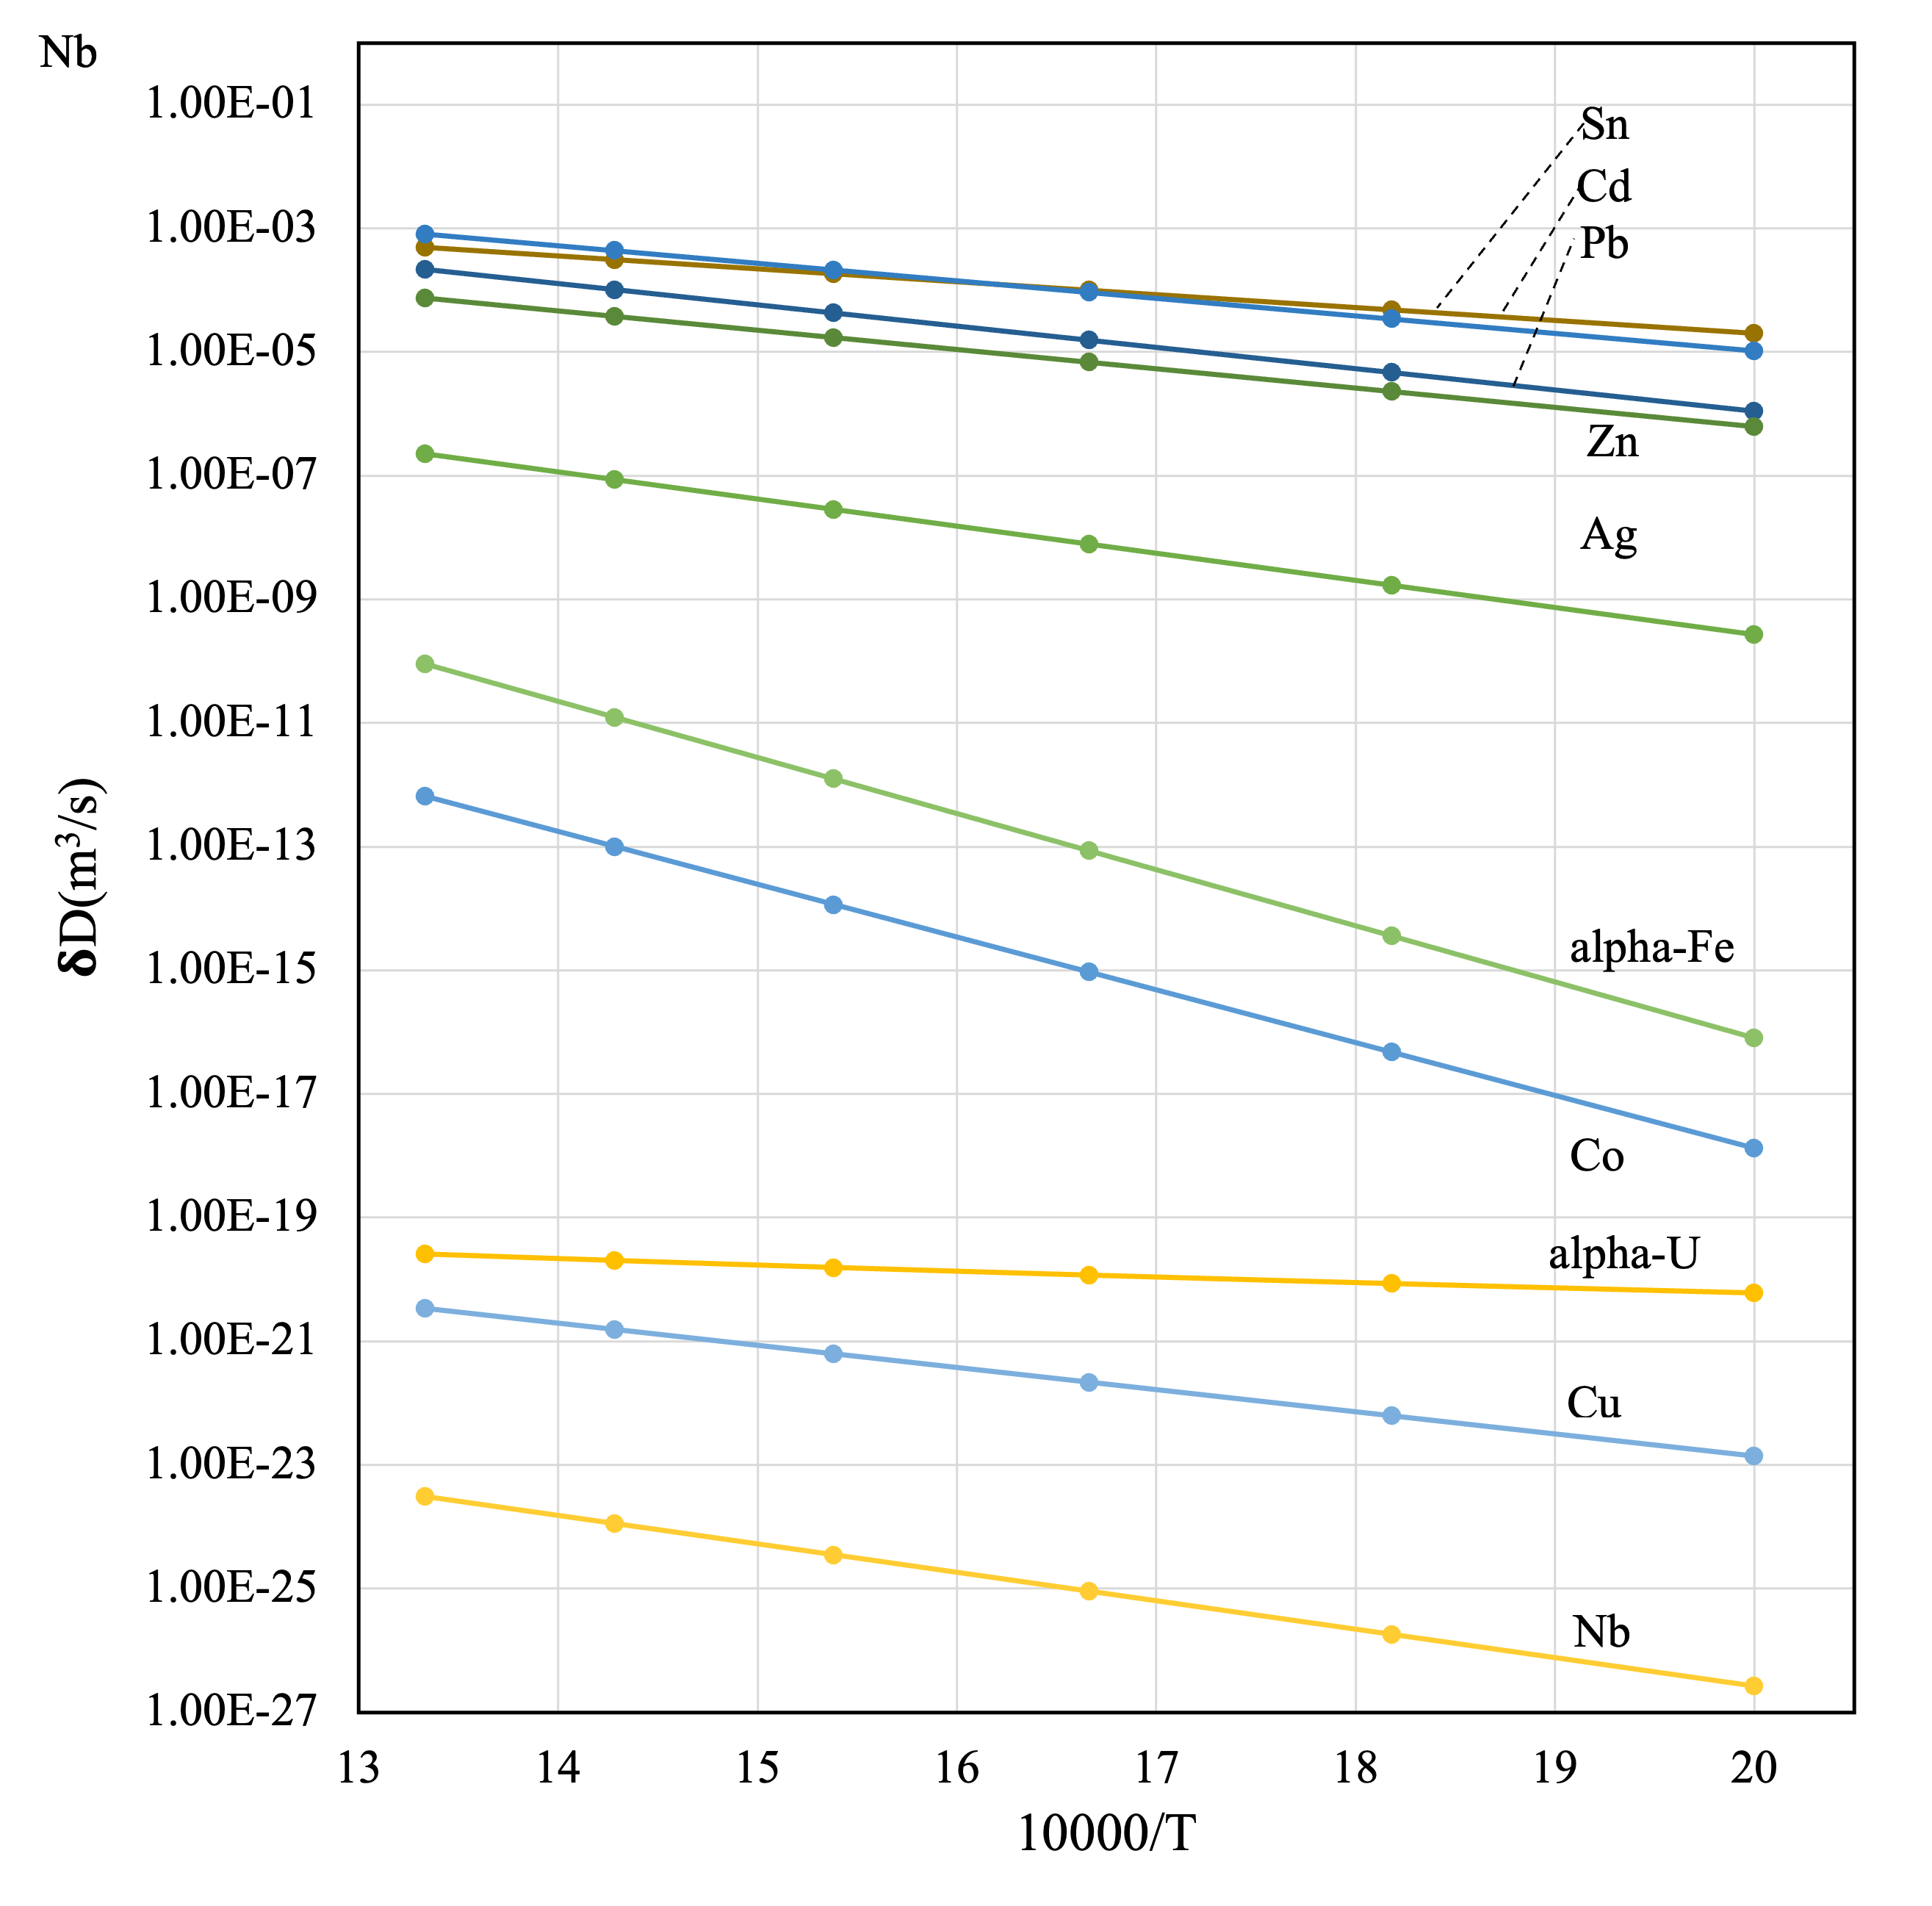 Nb
1.00E-01
1.00E-03
1.00E-05
1.00E-07
1.00E-09
1.00E-11
1.00E-13
1.00E-15
1.00E-17
1.00E-19
1.00E-21
1.00E-23
1.00E-25
1.00E-27
δD(m³/s)
Sn
Cd
Pb
Zn
Ag
alpha-Fe
Co
alpha-U
Cu
Nb
13 14 15 16 17 18 19 20
10000/T